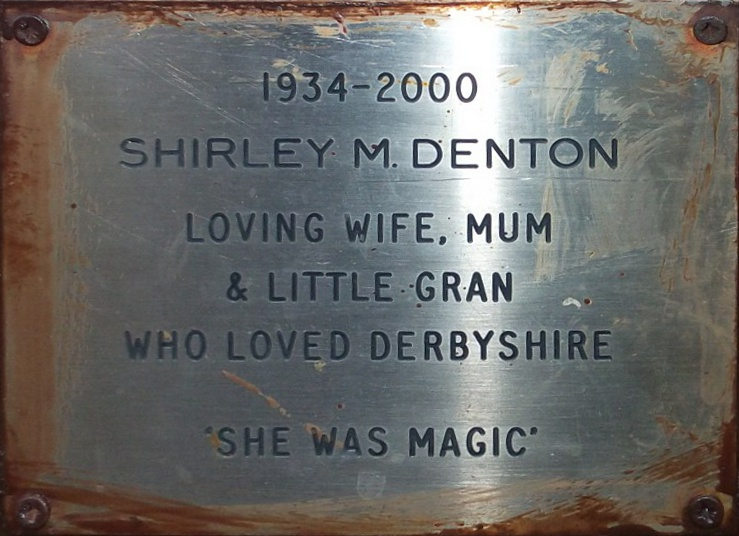 1934-2000
SHIRLEY M. DENTON
LOVING WIFE, MUM
& LITTLE GRAN
WHO LOVED DERBYSHIRE
'SHE WAS MAGIC'